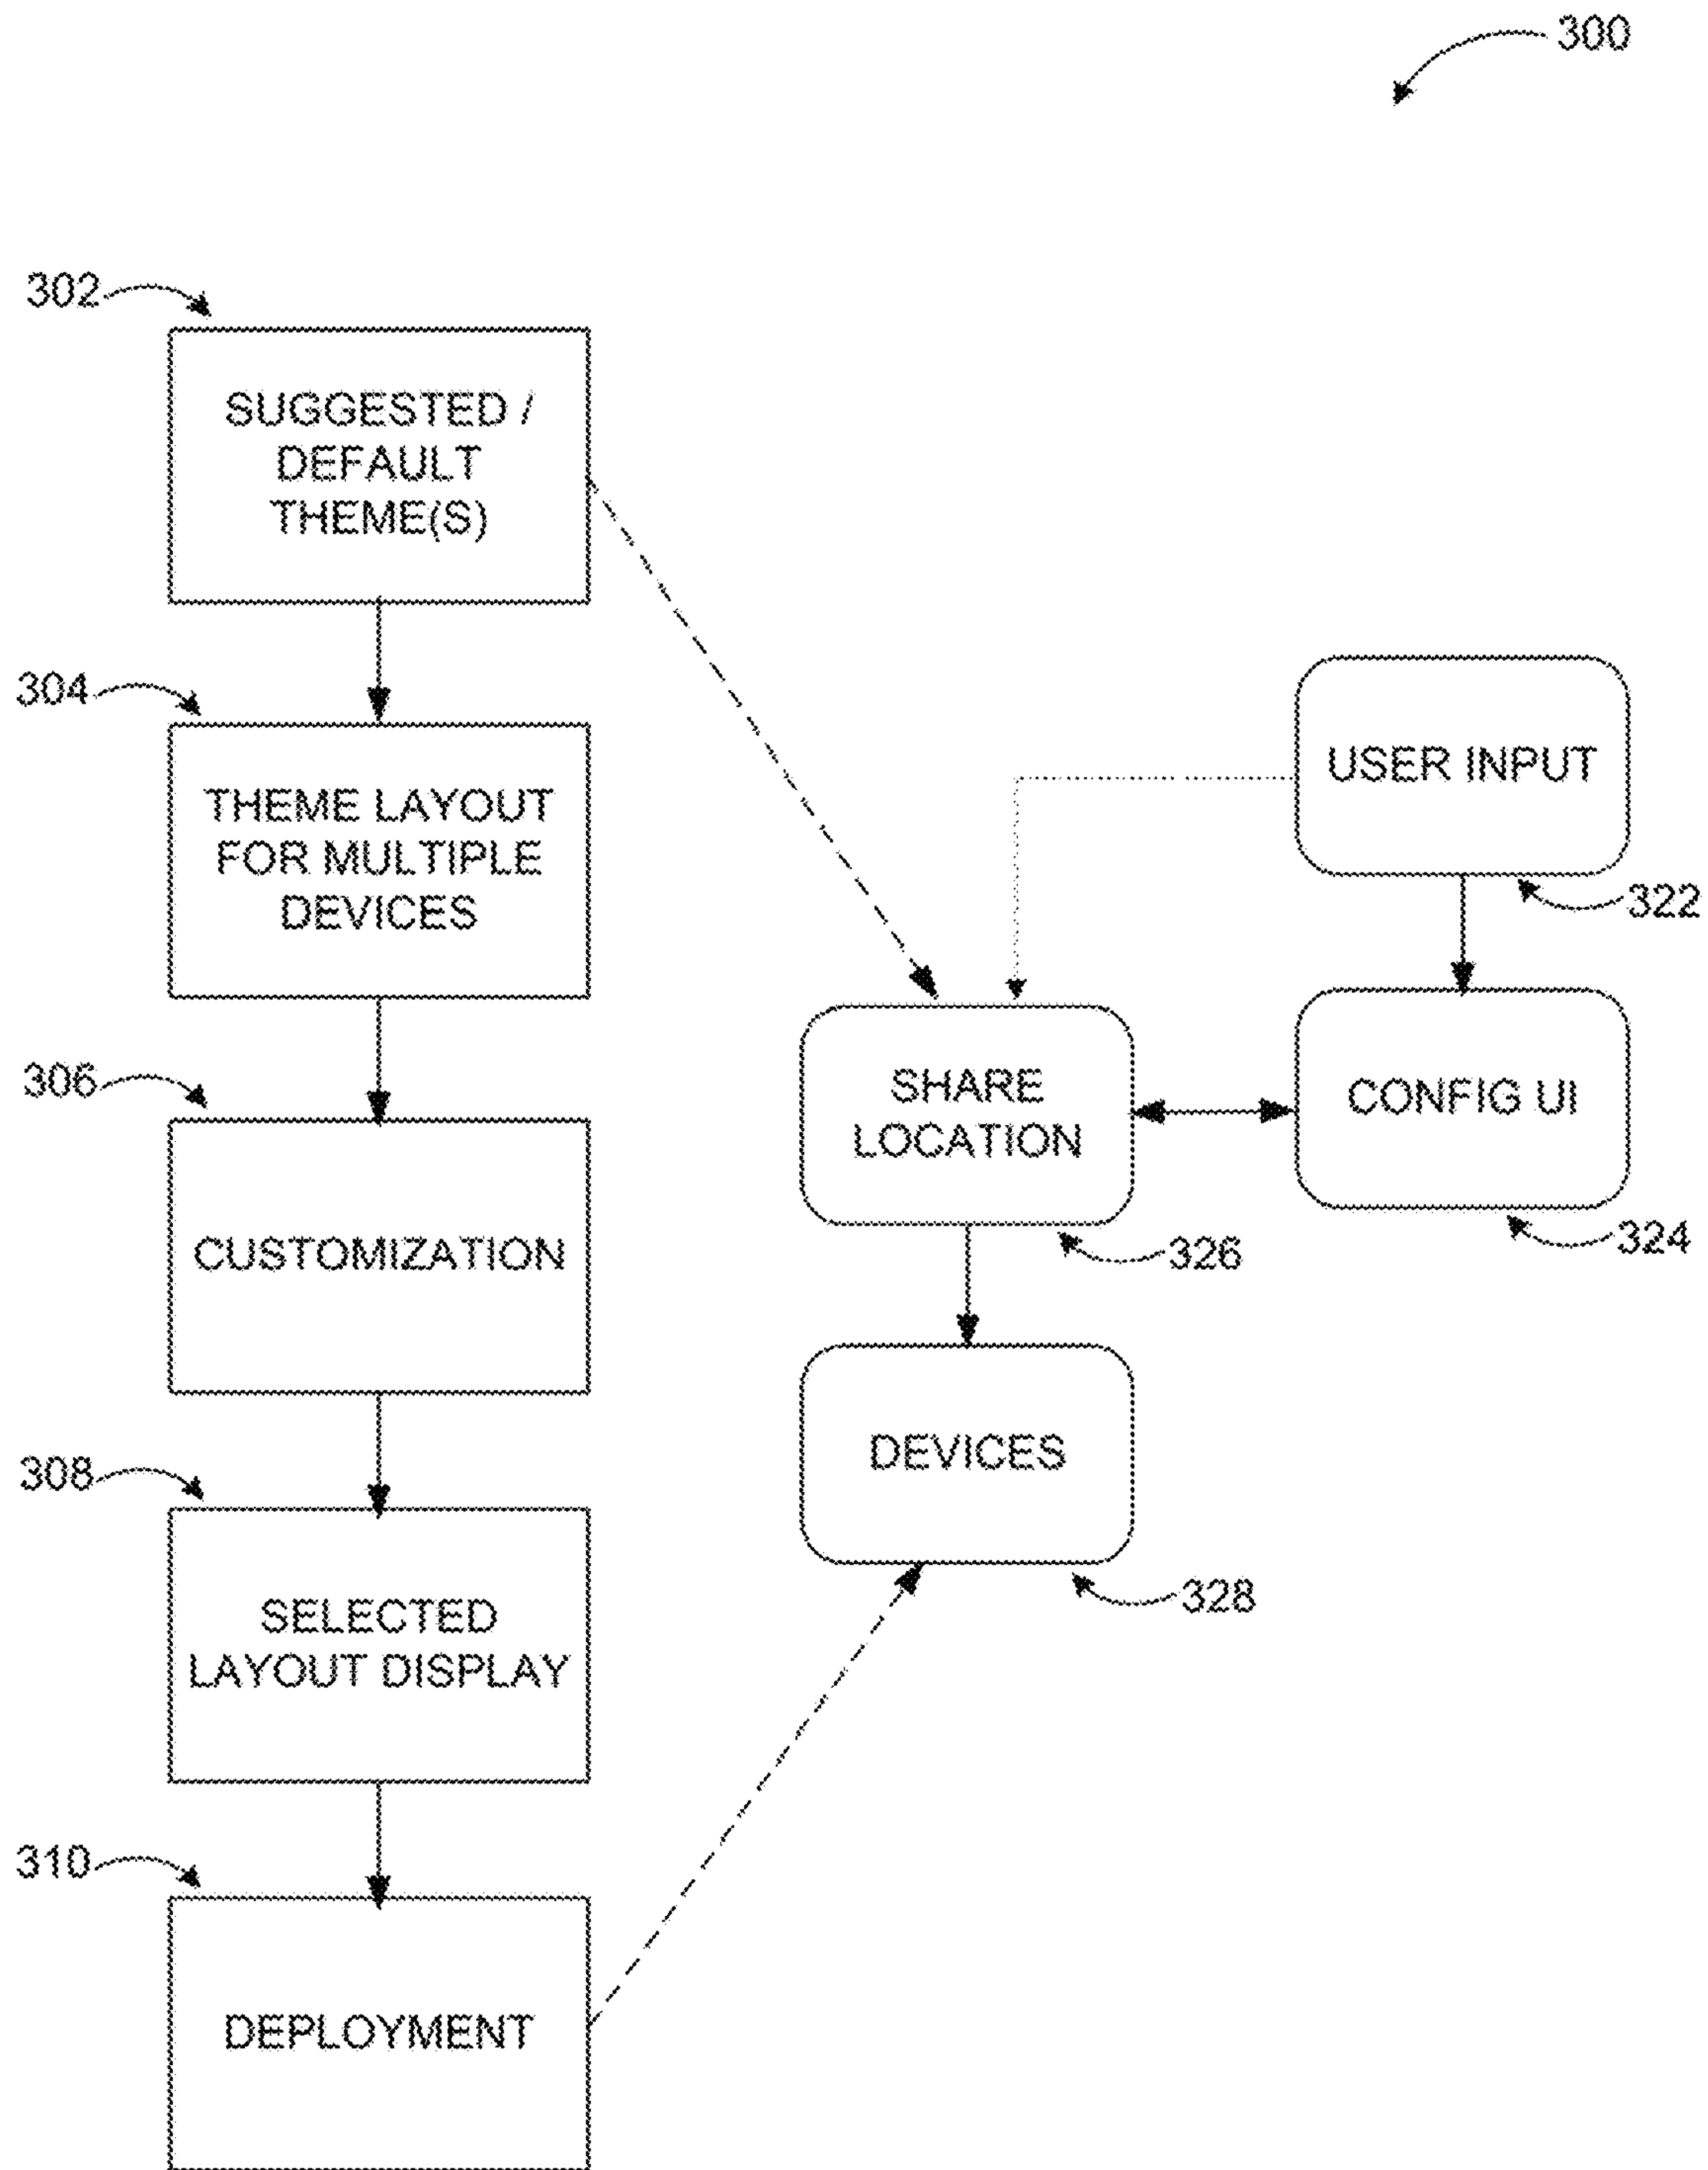 300
302
SUGGESTED /
DEFAULT
THEME(S)
304
THEME LAYOUT
FOR MULTIPLE
DEVICES
306
CUSTOMIZATION
308
SELECTED
LAYOUT DISPLAY
310
DEPLOYMENT
USER INPUT
322
CONFIG UI
324
SHARE
LOCATION
326
DEVICES
328